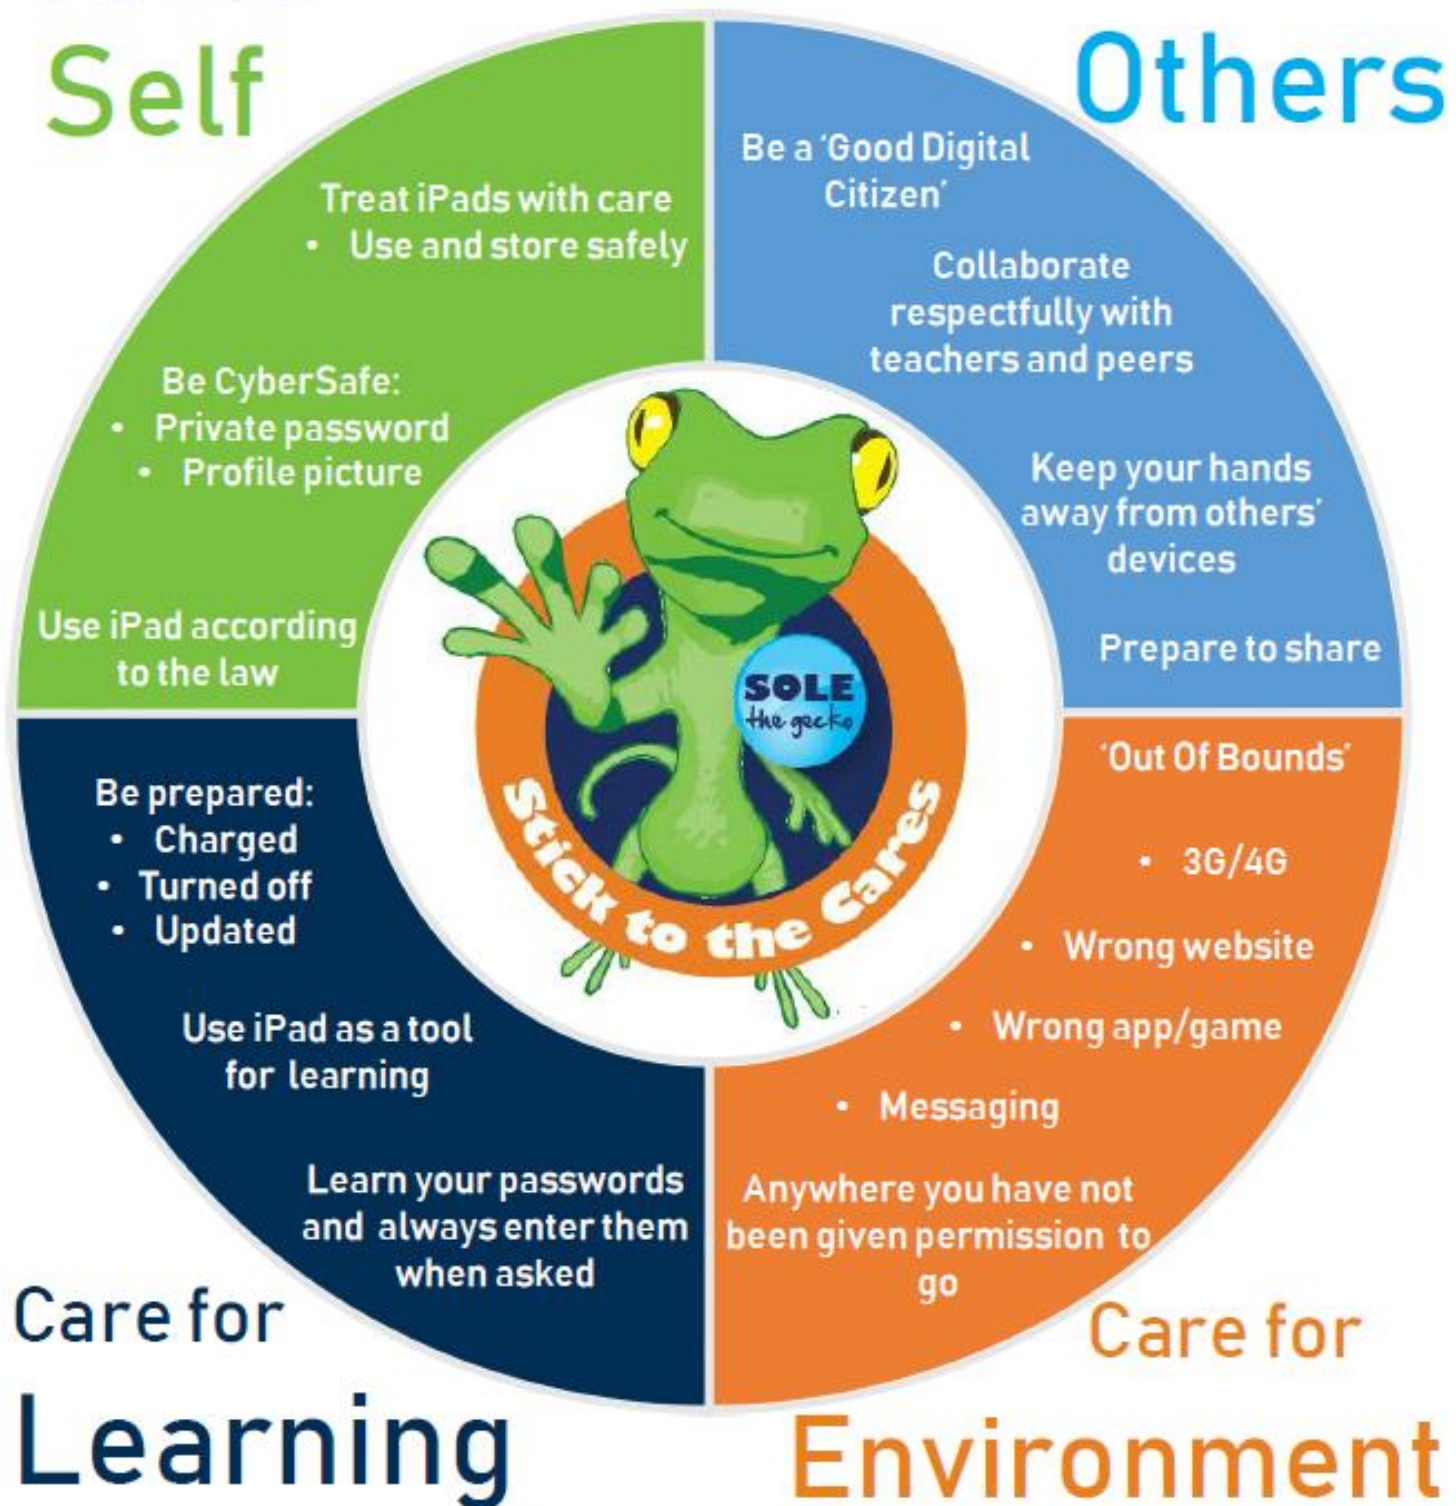 Self
Treat iPads with care
• Use and store safely
Be CyberSafe:
• Private password
• Profile picture
Use iPad according
to the law
Others
Be a 'Good Digital
Citizen'
Collaborate
respectfully with
teachers and peers
Keep your hands
away from others'
devices
Prepare to share
SOLE
the gecko
Stick to the Cares
Be prepared:
• Charged
• Turned off
• Updated
Use iPad as a tool
for learning
Learn your passwords
and always enter them
when asked
Care for
Learning
'Out Of Bounds'
• 3G/4G
• Wrong website
• Wrong app/game
• Messaging
Anywhere you have not
been given permission to
go
Care for
Environment